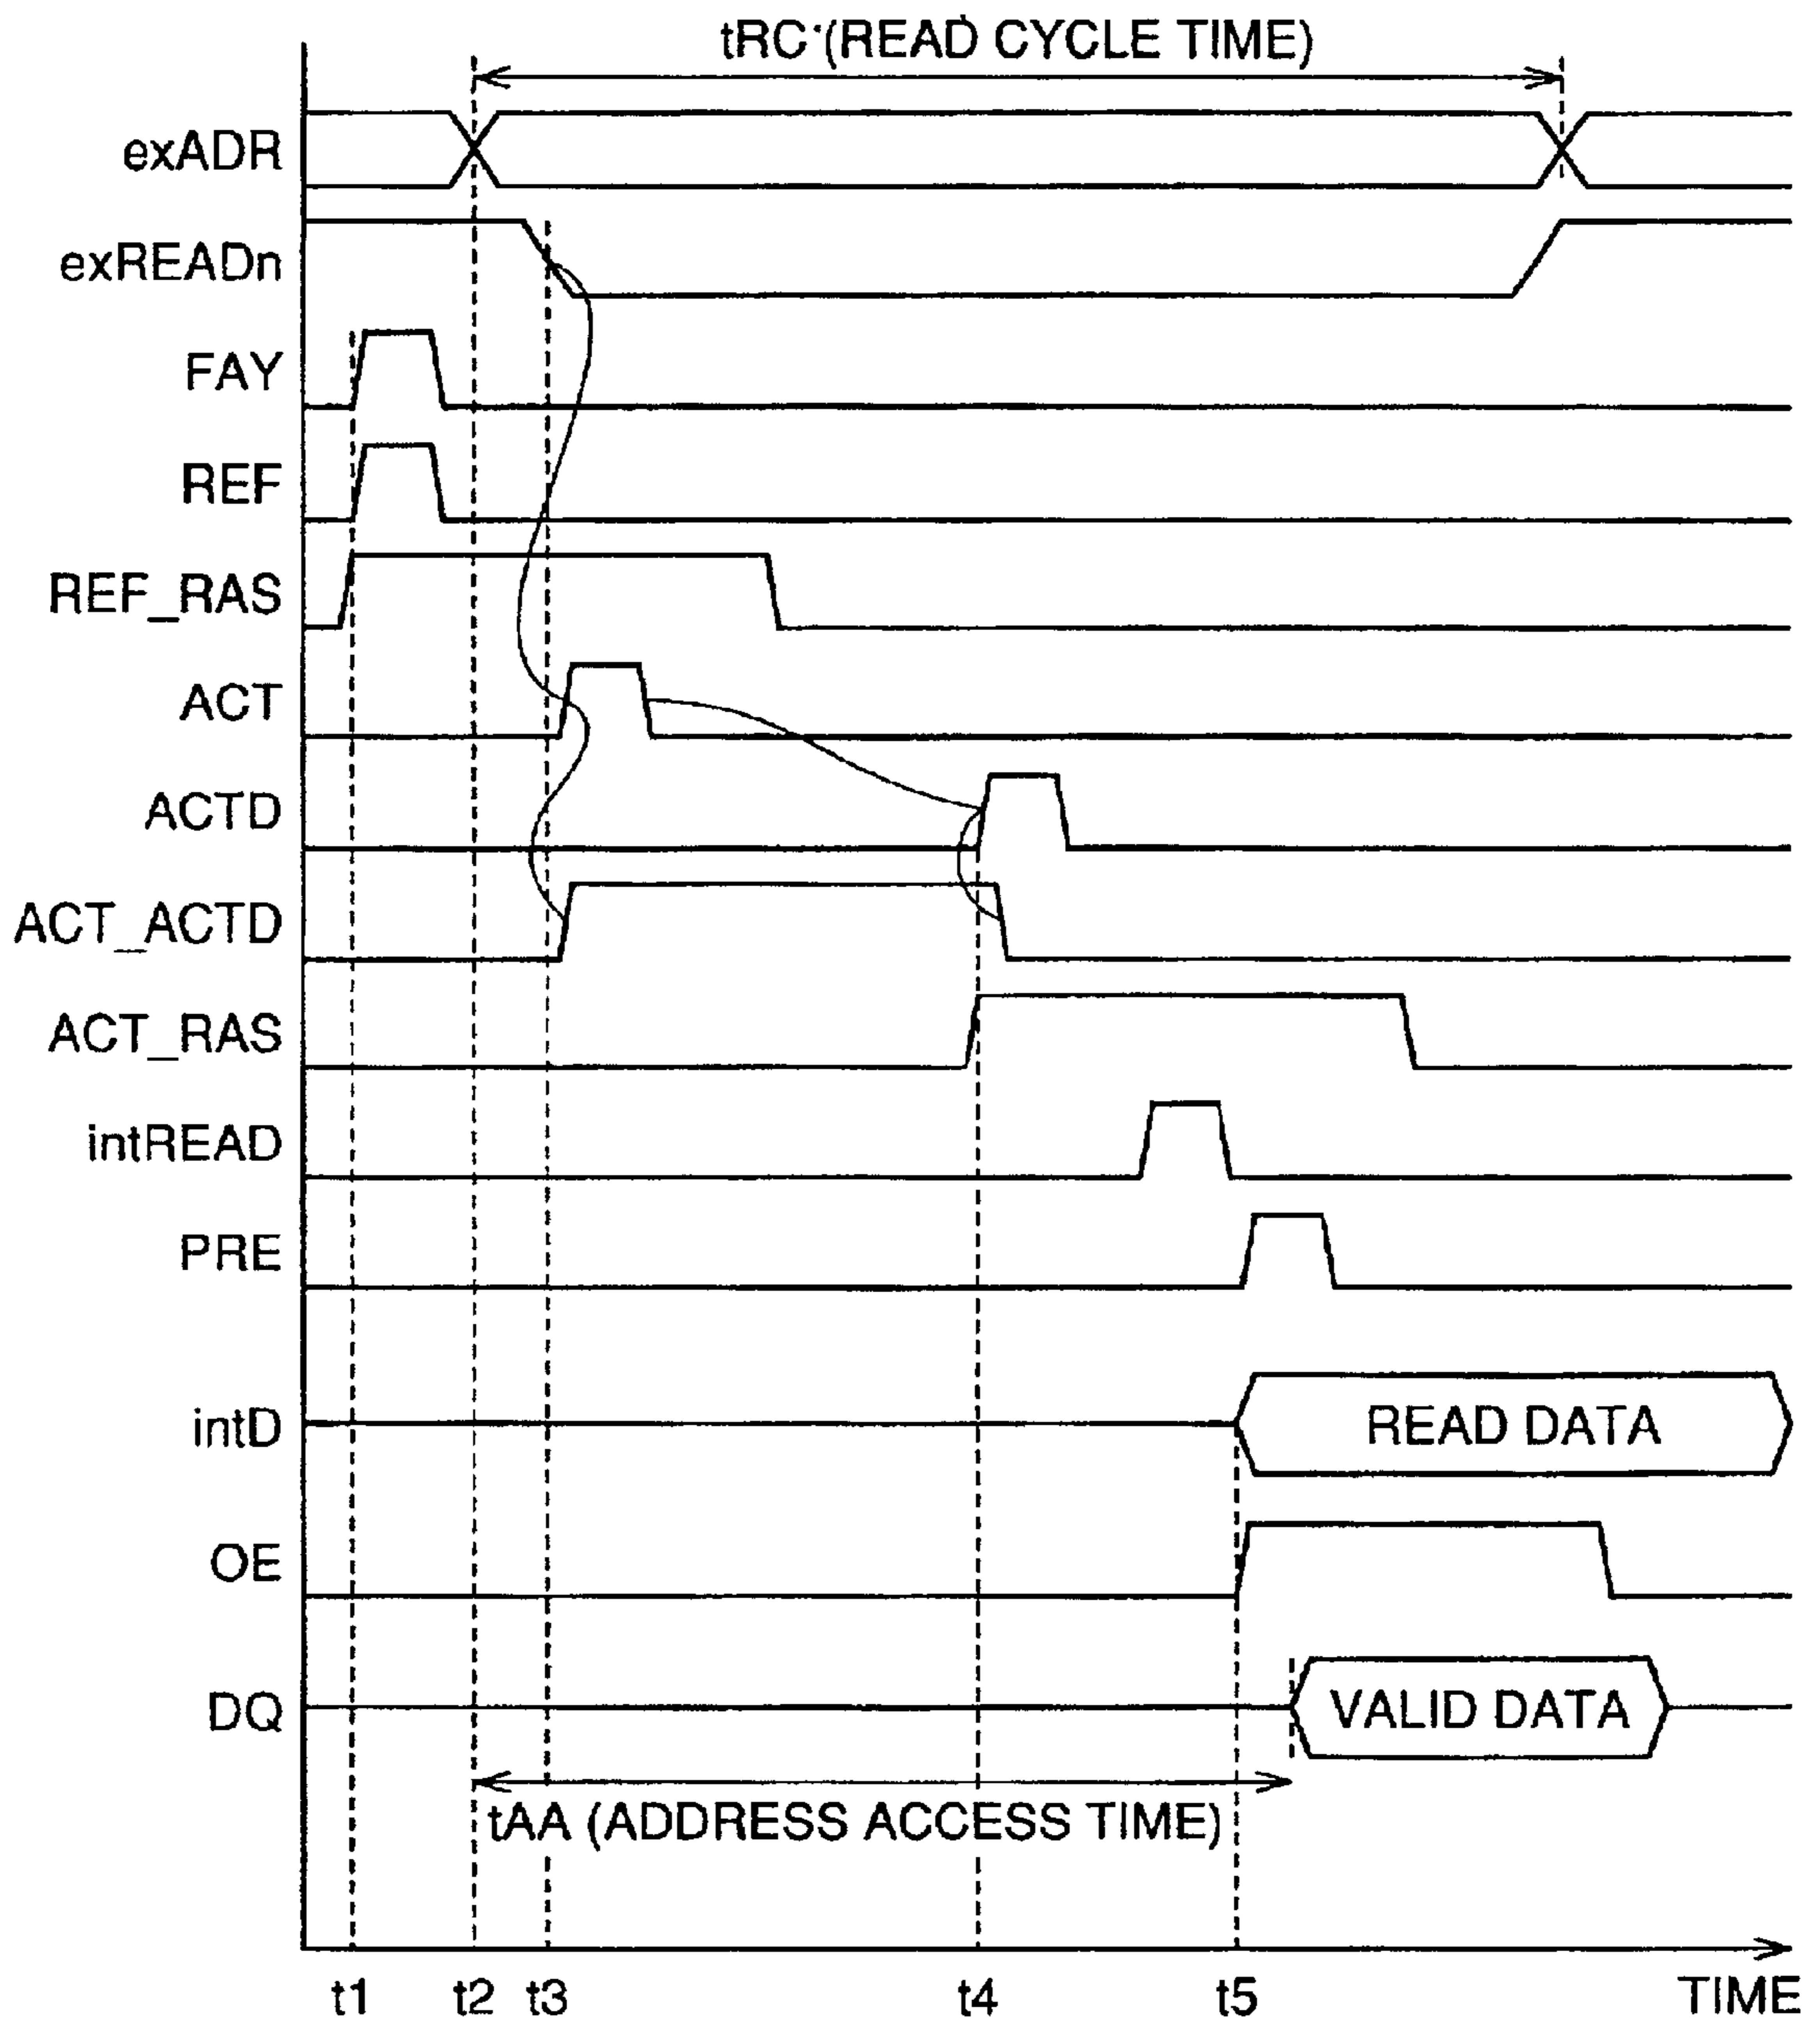 tRC (READ CYCLE TIME)
exADR
exREADn
FAY
REF
REF_RAS
ACT
ACTD
ACT_ACTD
ACT_RAS
intREAD
PRE
intD READ DATA
OE
DQ VALID DATA
tAA (ADDRESS ACCESS TIME)
t1 t2 t3 t4 t5 TIME